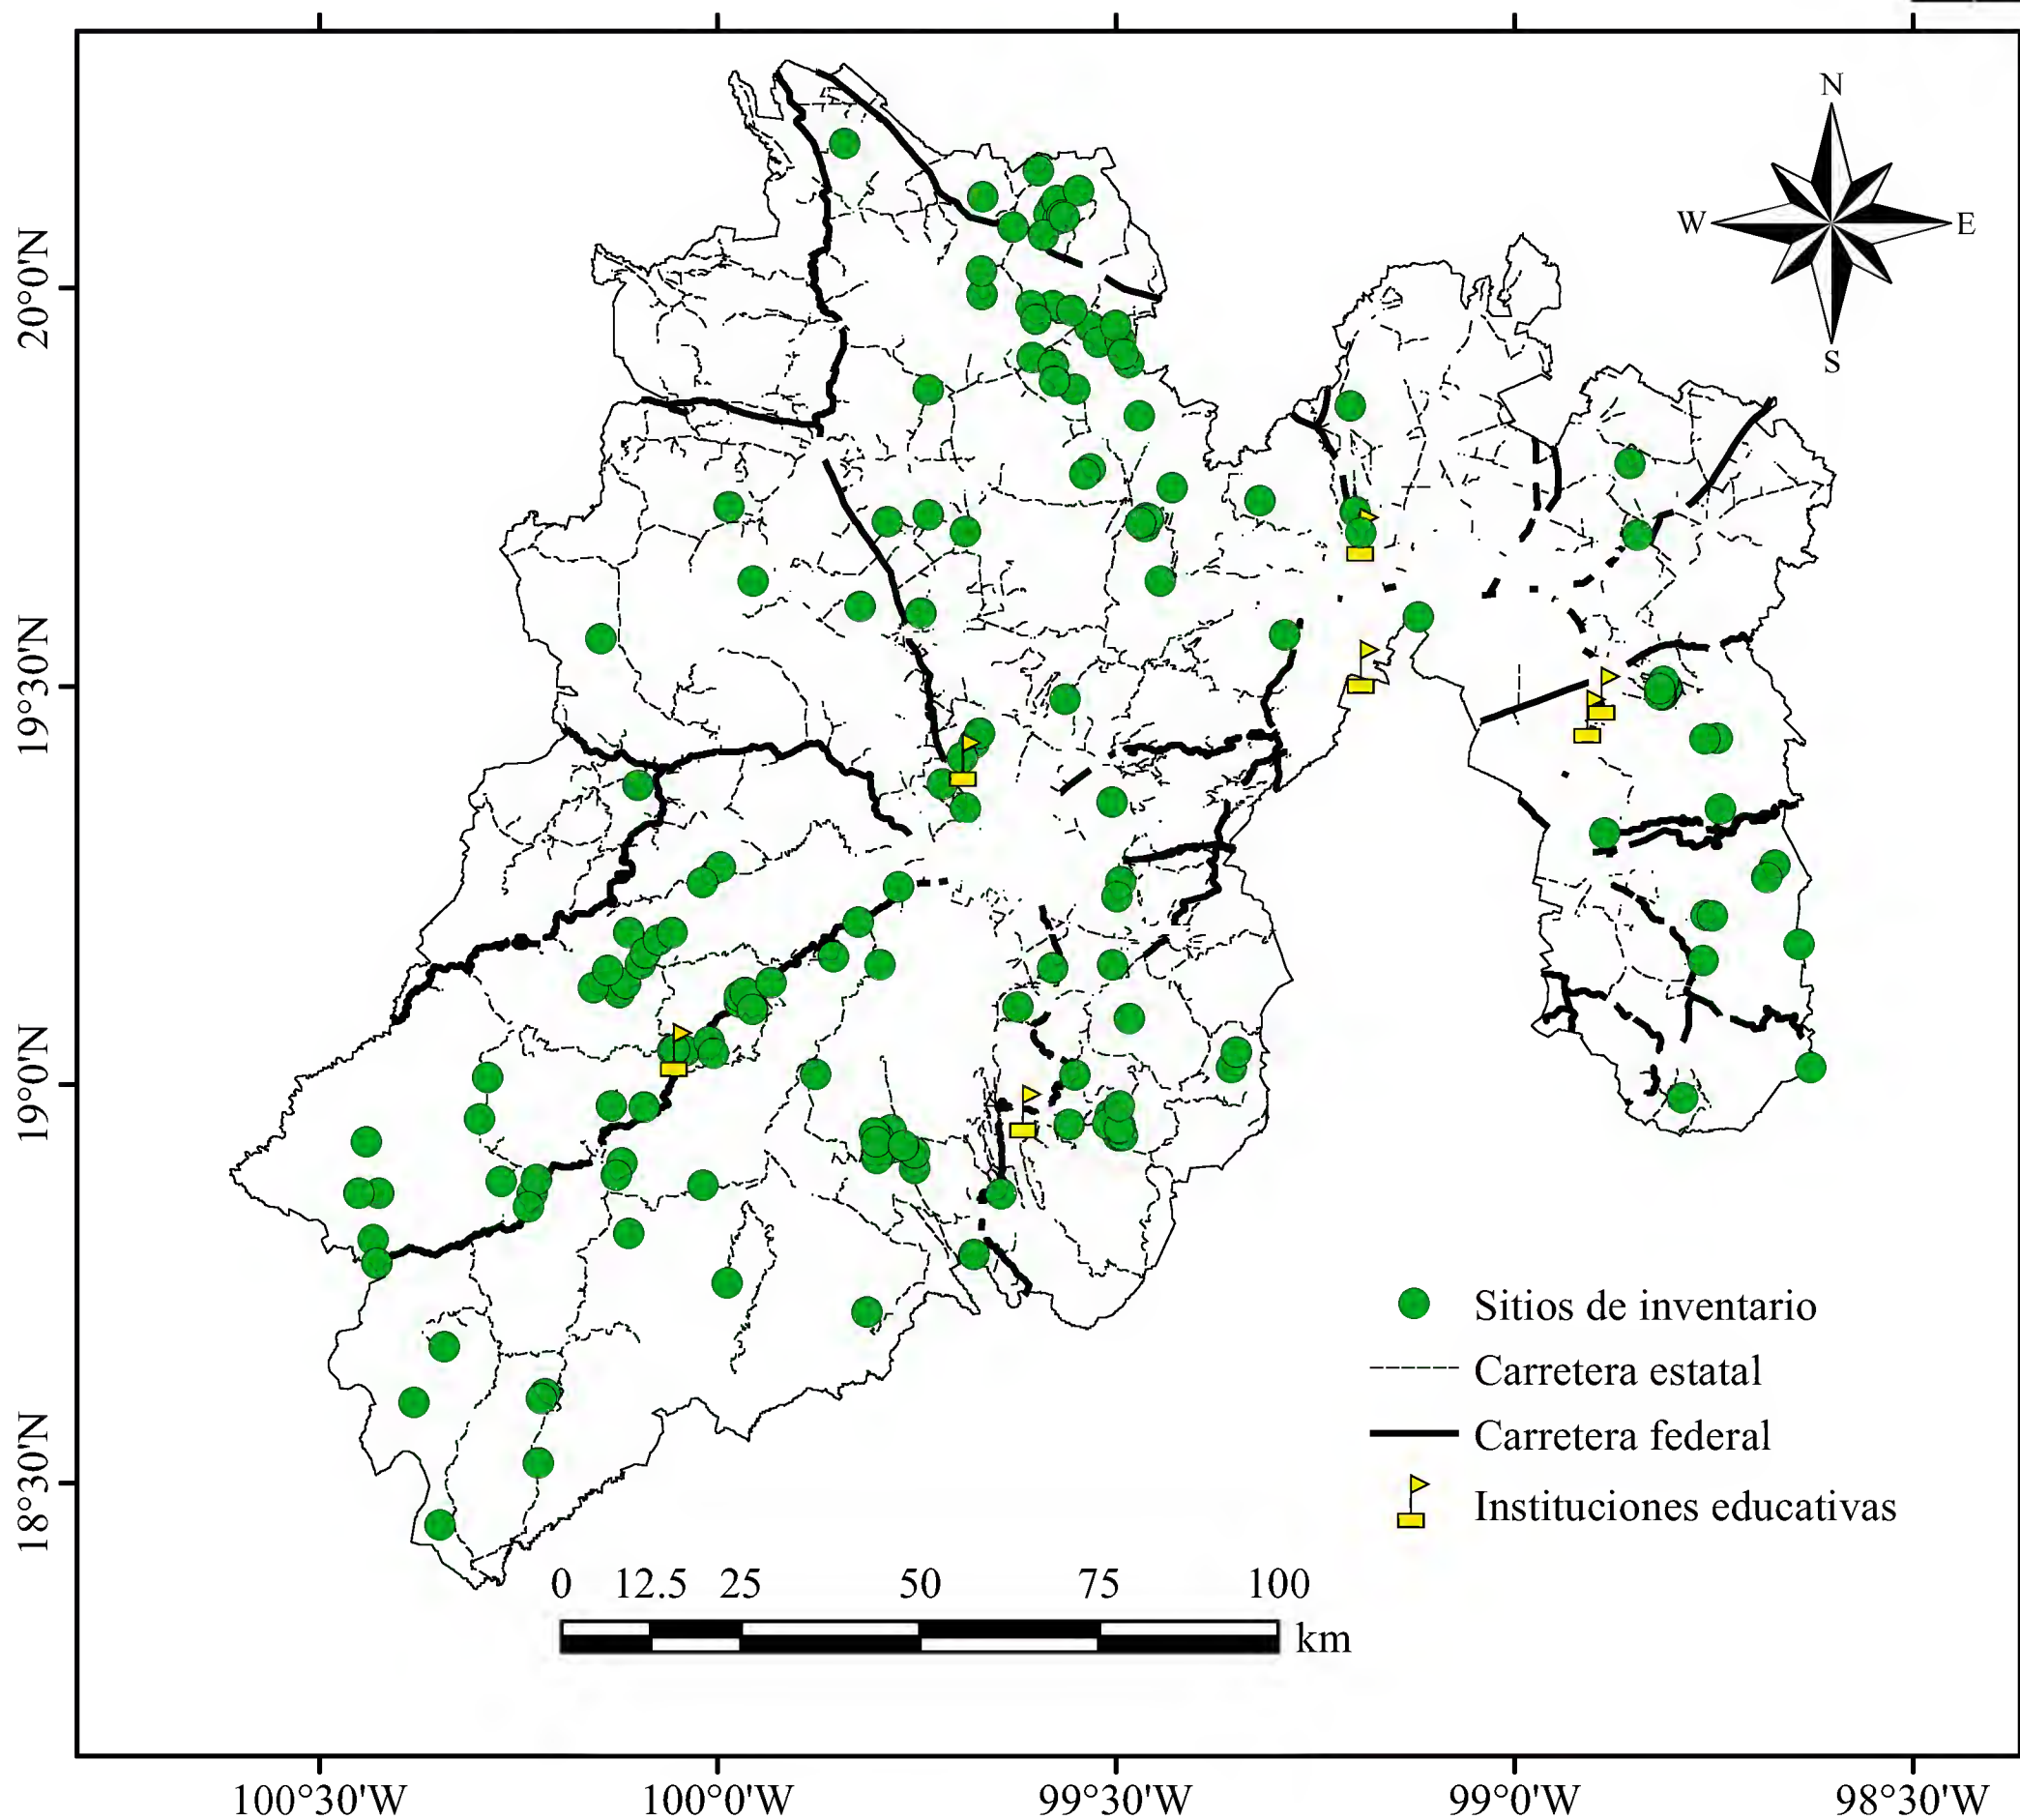 N
W
E
S
20°0'N
19°30'N
19°0'N
18°30'N
Sitios de inventario
Carretera estatal
Carretera federal
Instituciones educativas
0 12.5 25 50 75 100
km
100°30'W 100°0'W 99°30'W 99°0'W 98°30'W